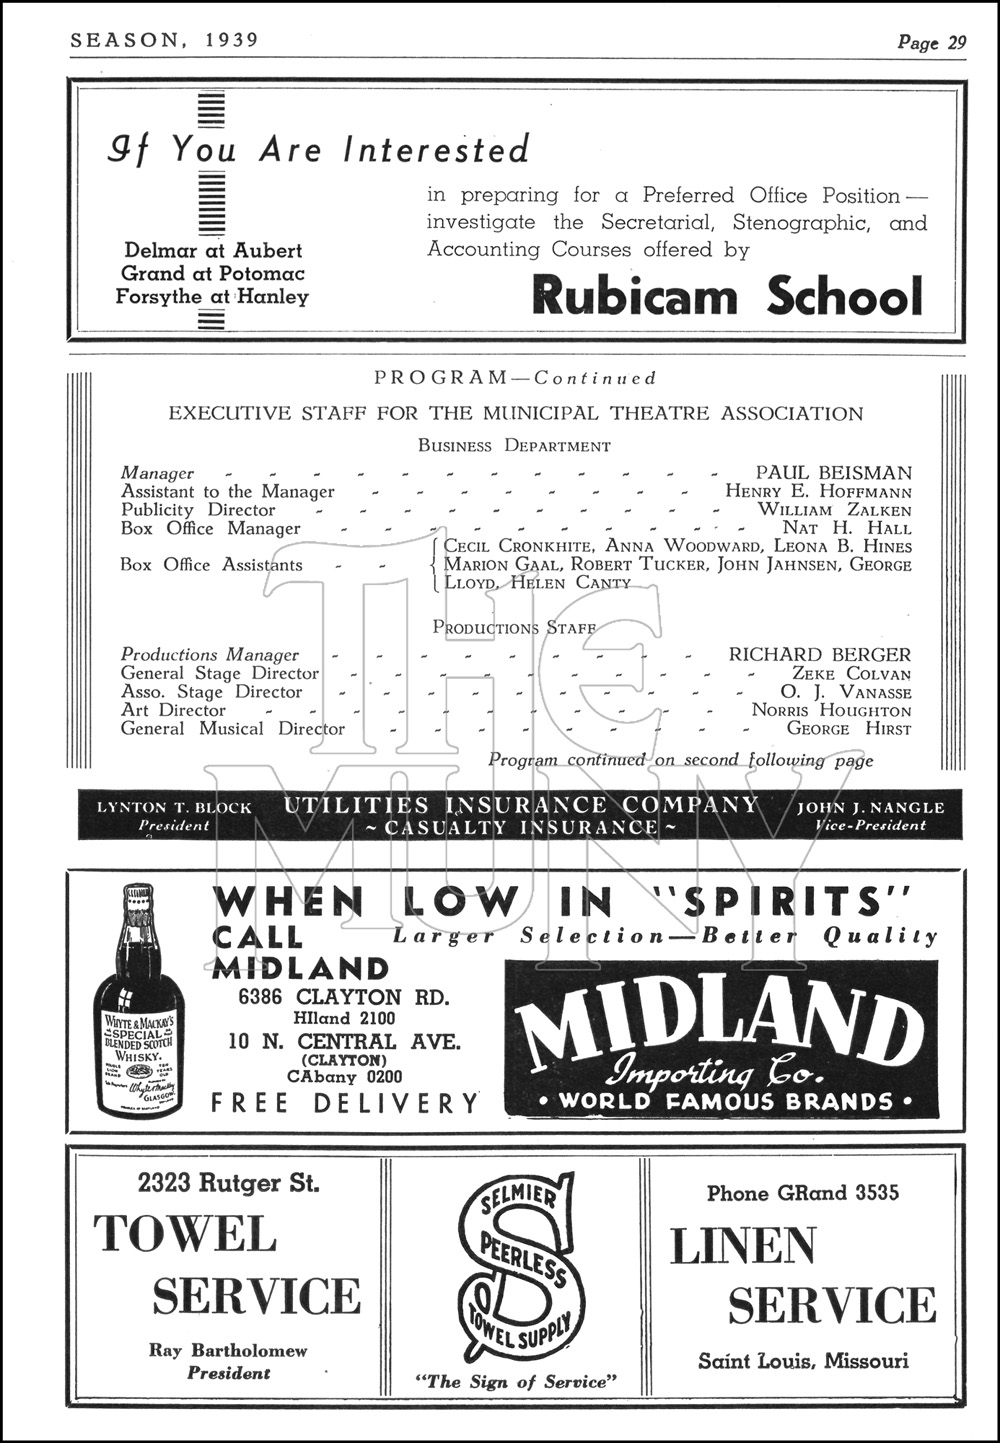 SEASON, 1939 Page 29
If You Are Interested
in preparing for a Preferred Office Position —
investigate the Secretarial, Stenographic, and
Accounting Courses offered by
Rubicam School
Delmar at Aubert
Grand at Potomac
Forsythe at Hanley
PROGRAM—Continued
EXECUTIVE STAFF FOR THE MUNICIPAL THEATRE ASSOCIATION
BUSINESS DEPARTMENT
Manager - - - - - - - - - - - - PAUL BEISMAN
Assistant to the Manager - - - - - - - - HENRY E. HOFFMANN
Publicity Director - - - - - - - - - - WILLIAM ZALKEN
Box Office Manager - - - - - - - - - - NAT H. HALL
Box Office Assistants - - { CECIL CRONKHITE, ANNA WOODWARD, LEONA B. HINES
MARION GAAL, ROBERT TUCKER, JOHN JAHNSEN, GEORGE
LLOYD, HELEN CANTY
PRODUCTIONS STAFF
Productions Manager - - - - - - - - - RICHARD BERGER
General Stage Director - - - - - - - - - - ZEKE COLVAN
Asso. Stage Director - - - - - - - - - - O. J. VANASSE
Art Director - - - - - - - - - - - NORRIS HOUGHTON
General Musical Director - - - - - - - - - GEORGE HIRST
Program continued on second following page
THE
MUNY
LYNTON T. BLOCK UTILITIES INSURANCE COMPANY JOHN J. NANGLE
President ~ CASUALTY INSURANCE ~ Vice-President
WHEN LOW IN "SPIRITS"
CALL Larger Selection—Better Quality
MIDLAND
6386 CLAYTON RD.
HIland 2100
10 N. CENTRAL AVE.
(CLAYTON)
CAbany 0200
FREE DELIVERY
MIDLAND
Importing Co.
• WORLD FAMOUS BRANDS •
WHYTE & MACKAY'S
SPECIAL
BLENDED SCOTCH
WHISKY.
Whyte & Mackay
GLASGOW.
2323 Rutger St.
TOWEL
SERVICE
Ray Bartholomew
President
SELMIER
PEERLESS
TOWEL SUPPLY
"The Sign of Service"
Phone GRand 3535
LINEN
SERVICE
Saint Louis, Missouri